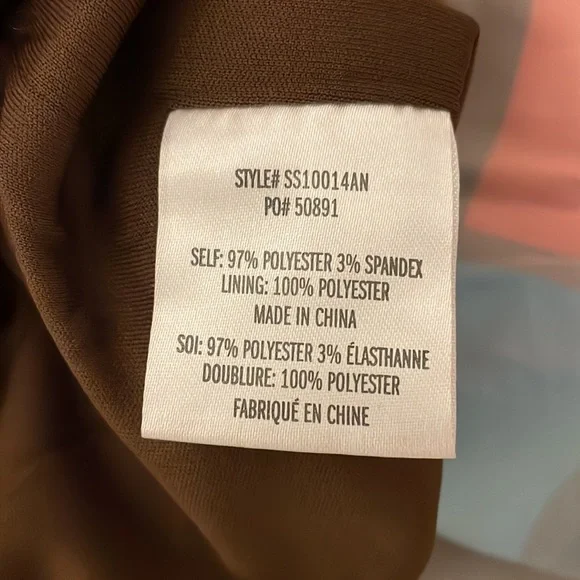 STYLE# SS10014AN
PO# 50891
SELF: 97% POLYESTER 3% SPANDEX
LINING: 100% POLYESTER
MADE IN CHINA
SOI: 97% POLYESTER 3% ÉLASTHANNE
DOUBLURE: 100% POLYESTER
FABRIQUÉ EN CHINE